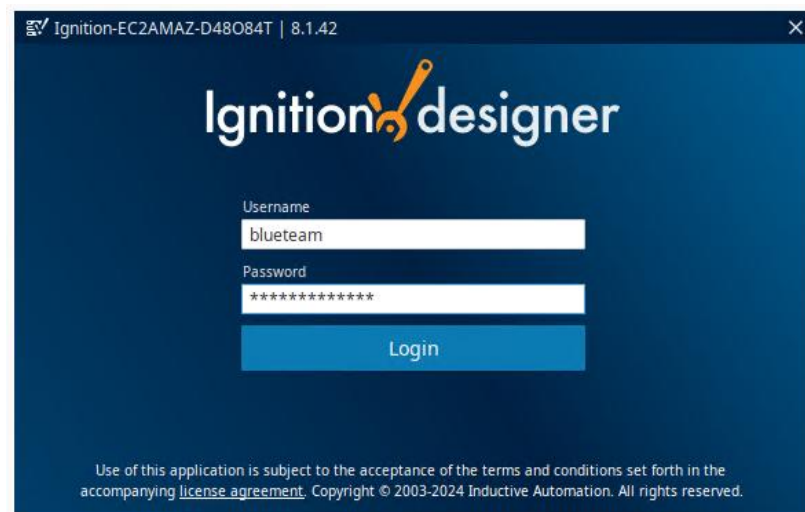 Ignition-EC2AMAZ-D48O84T | 8.1.42
Ignition designer
Username
blueteam
Password
*************
Login
Use of this application is subject to the acceptance of the terms and conditions set forth in the
accompanying license agreement. Copyright © 2003-2024 Inductive Automation. All rights reserved.